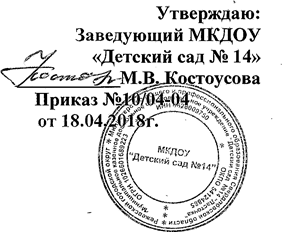 Утверждаю:
Заведующий МКДОУ
«Детский сад № 14»
М.В. Костоусова
Приказ №10/04-04
от 18.04.2018г.
МКДОУ
"Детский сад №14"